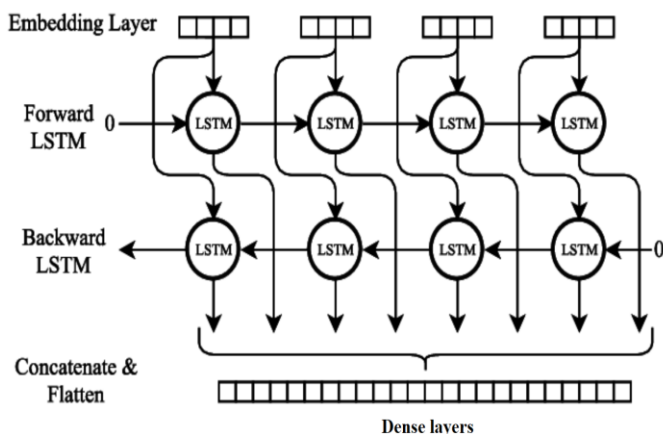 Embedding Layer
Forward
LSTM
0
LSTM
LSTM
LSTM
LSTM
Backward
LSTM
LSTM
LSTM
LSTM
LSTM
0
Concatenate &
Flatten
Dense layers